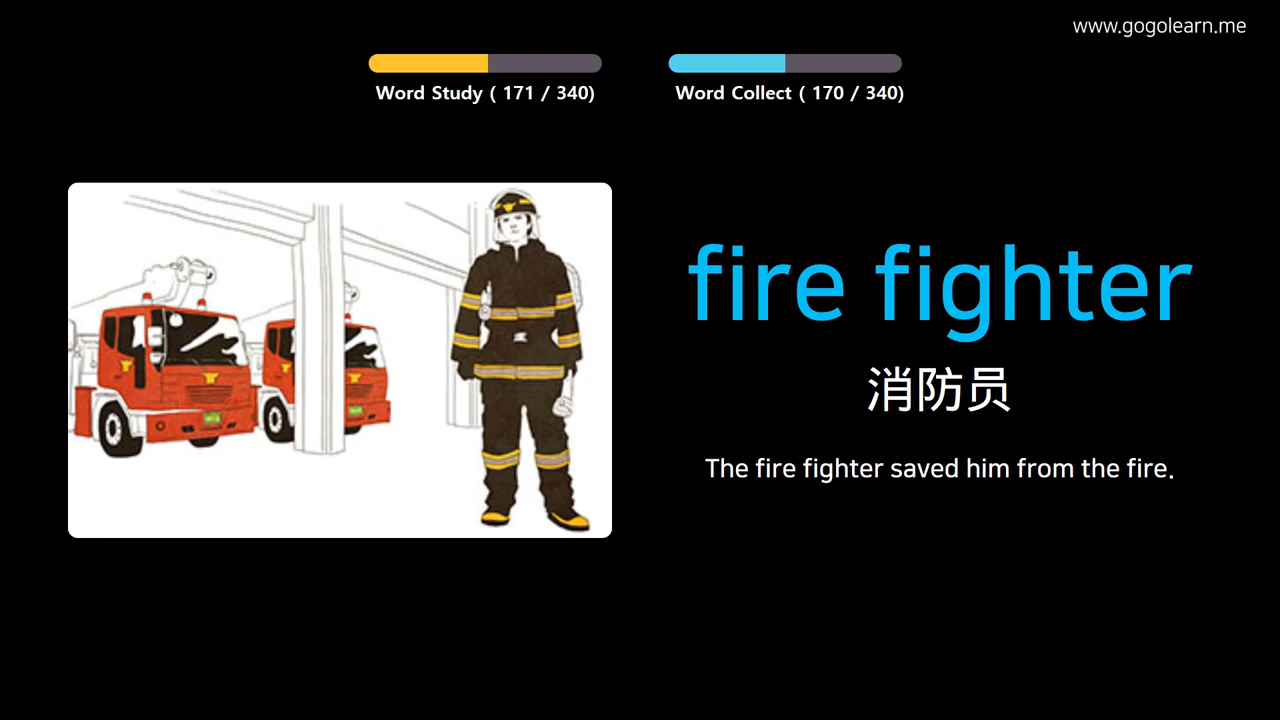 www.gogolearn.me
Word Study ( 171 / 340)
Word Collect ( 170 / 340)
fire fighter
消防员
The fire fighter saved him from the fire.